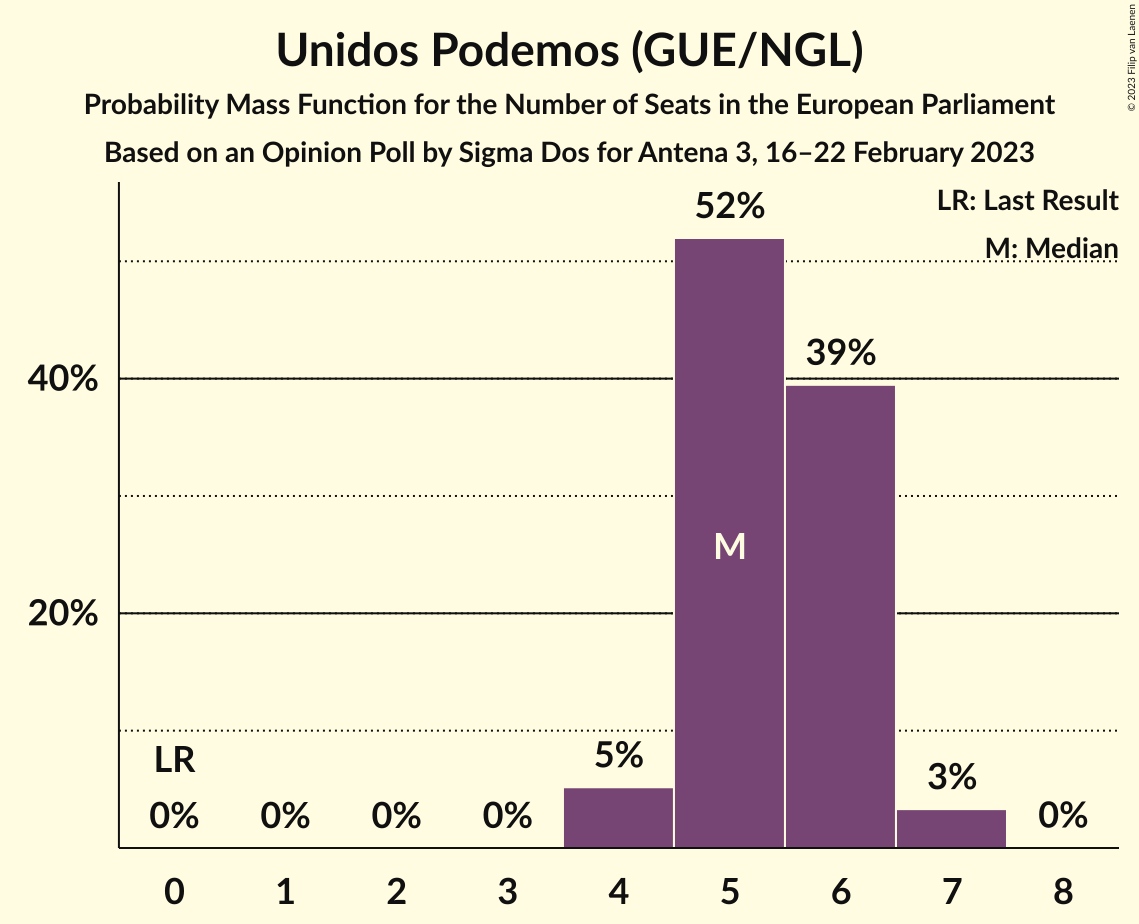 Unidos Podemos (GUE/NGL)
Probability Mass Function for the Number of Seats in the European Parliament
Based on an Opinion Poll by Sigma Dos for Antena 3, 16–22 February 2023
© 2023 Filip van Laenen
LR: Last Result
M: Median
52%
39%
40%
M
20%
LR
5%
3%
0% 0% 0% 0% 0%
0 1 2 3 4 5 6 7 8